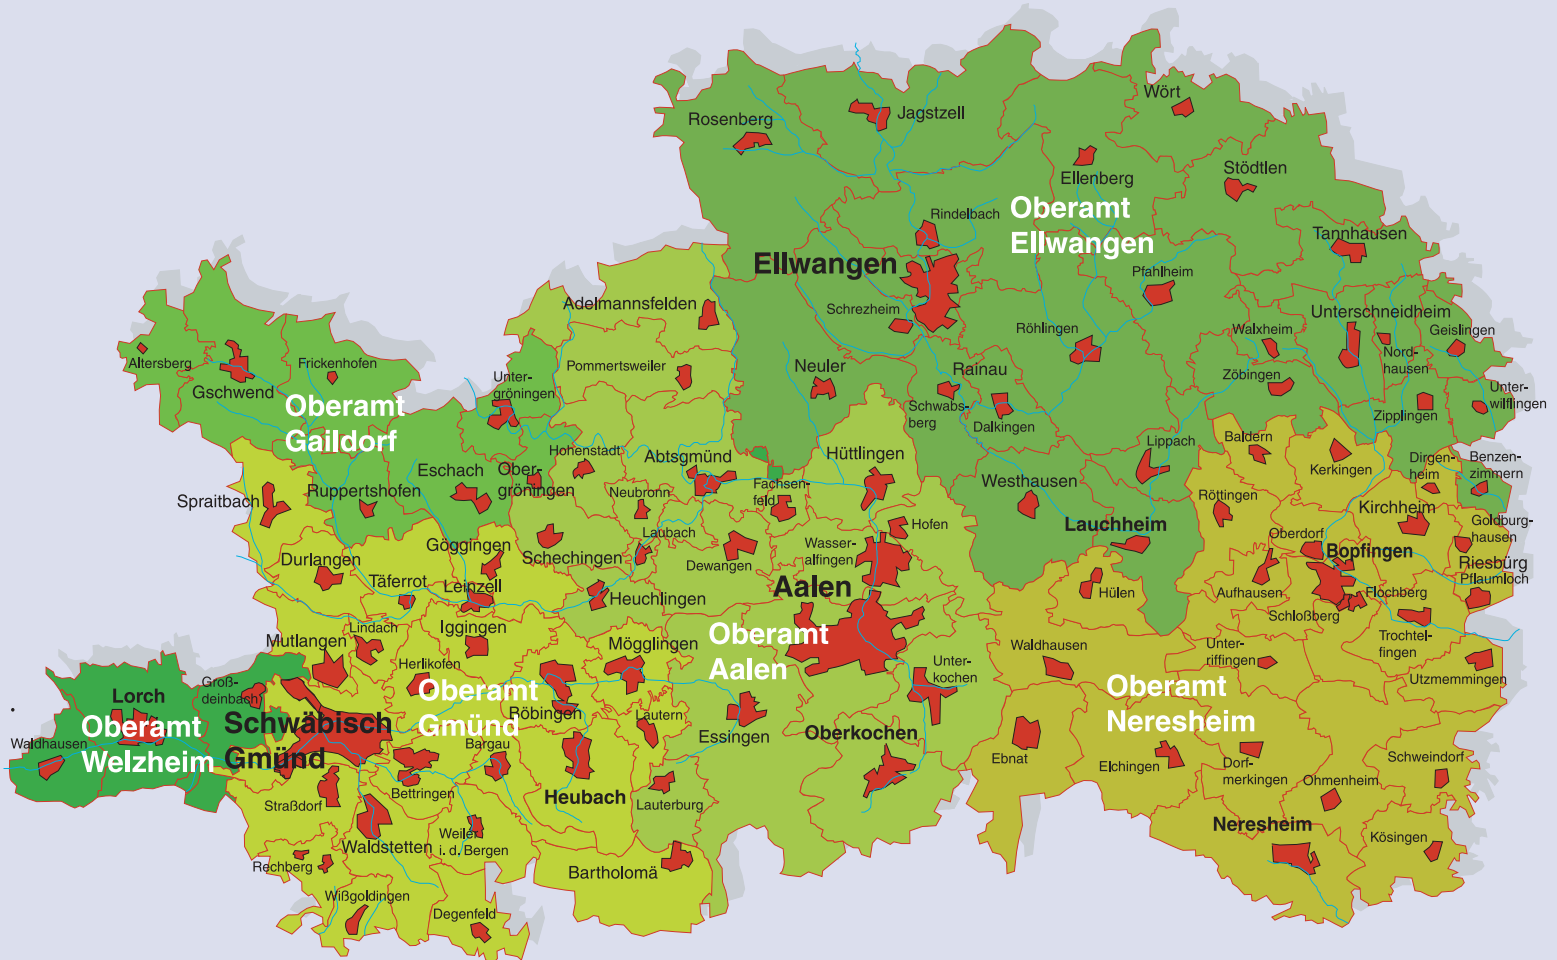 Wört
Jagstzell
Rosenberg
Stödtlen
Ellenberg
Oberamt
Ellwangen
Rindelbach
Tannhausen
Ellwangen
Pfahlheim
Adelmannsfelden
Schrezheim
Unterschneidheim
Röhlingen
Walxheim
Geislingen
Altersberg
Frickenhofen
Pommertsweiler
Neuler
Rainau
Nord-
hausen
Zöbingen
Gschwend
Unter-
gröningen
Unter-
wilflingen
Oberamt
Gaildorf
Schwabs-
berg
Dalkingen
Zipplingen
Hohenstadt
Abtsgmünd
Hüttlingen
Lippach
Baldern
Kerkingen
Dirgen-
heim
Benzen-
zimmern
Eschach
Ober-
gröningen
Spraitbach
Ruppertshofen
Neubronn
Fachsen-
feld
Westhausen
Röttingen
Kirchheim
Lauchheim
Hofen
Goldburg-
hausen
Göggingen
Laubach
Oberdorf
Bopfingen
Durlangen
Schechingen
Dewangen
Wasser-
alfingen
Riesbürg
Pflaumloch
Täferrot
Leinzell
Heuchlingen
Aalen
Hülen
Aufhausen
Flochberg
Schloßberg
Lindach
Iggingen
Mutlangen
Mögglingen
Oberamt
Aalen
Waldhausen
Unter-
riffingen
Trochtel-
fingen
Herlikofen
Unter-
kochen
Utzmemmingen
Groß-
deinbach
Lorch
Oberamt
Gmünd
Oberamt
Neresheim
Röbingen
Lautern
Schwäbisch
Gmünd
Oberamt
Welzheim
Waldhausen
Essingen
Oberkochen
Bargau
Ebnat
Elchingen
Dorf-
merkingen
Schweindorf
Ohmenheim
Straßdorf
Bettringen
Heubach
Lauterburg
Neresheim
Waldstetten
Weiler
i. d. Bergen
Kösingen
Rechberg
Bartholomä
Wißgoldingen
Degenfeld